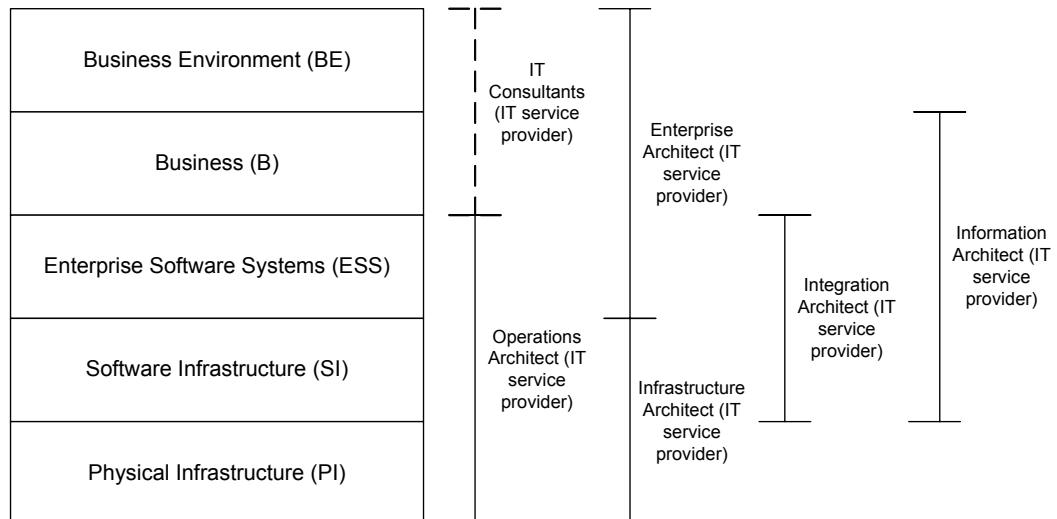 Business Environment (BE)
Business (B)
Enterprise Software Systems (ESS)
Software Infrastructure (SI)
Physical Infrastructure (PI)
IT
Consultants
(IT service
provider)
Operations
Architect (IT
service
provider)
Enterprise
Architect (IT
service
provider)
Infrastructure
Architect (IT
service
provider)
Integration
Architect (IT
service
provider)
Information
Architect (IT
service
provider)